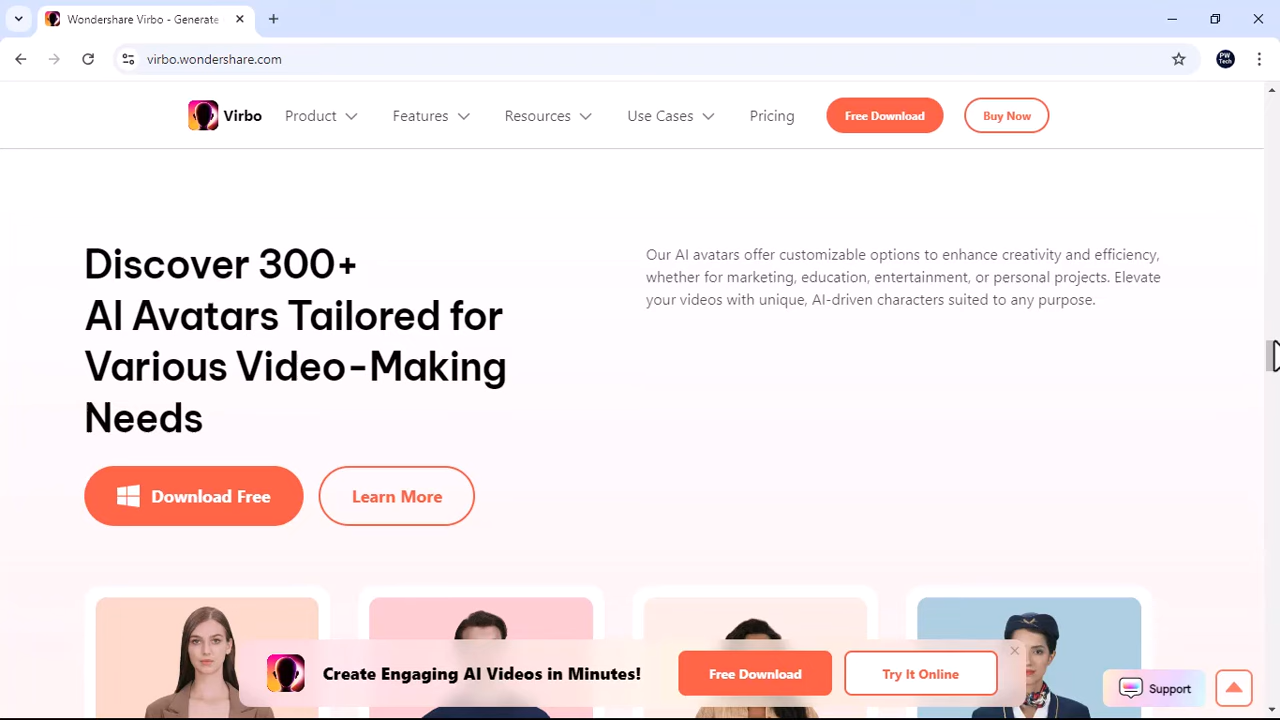 Wondershare Virbo - Generate
virbo.wondershare.com
PW Tech
Virbo Product Features Resources Use Cases Pricing Free Download Buy Now
Discover 300+
AI Avatars Tailored for
Various Video-Making
Needs
Our AI avatars offer customizable options to enhance creativity and efficiency,
whether for marketing, education, entertainment, or personal projects. Elevate
your videos with unique, AI-driven characters suited to any purpose.
Download Free Learn More
Create Engaging AI Videos in Minutes! Free Download Try It Online
Support